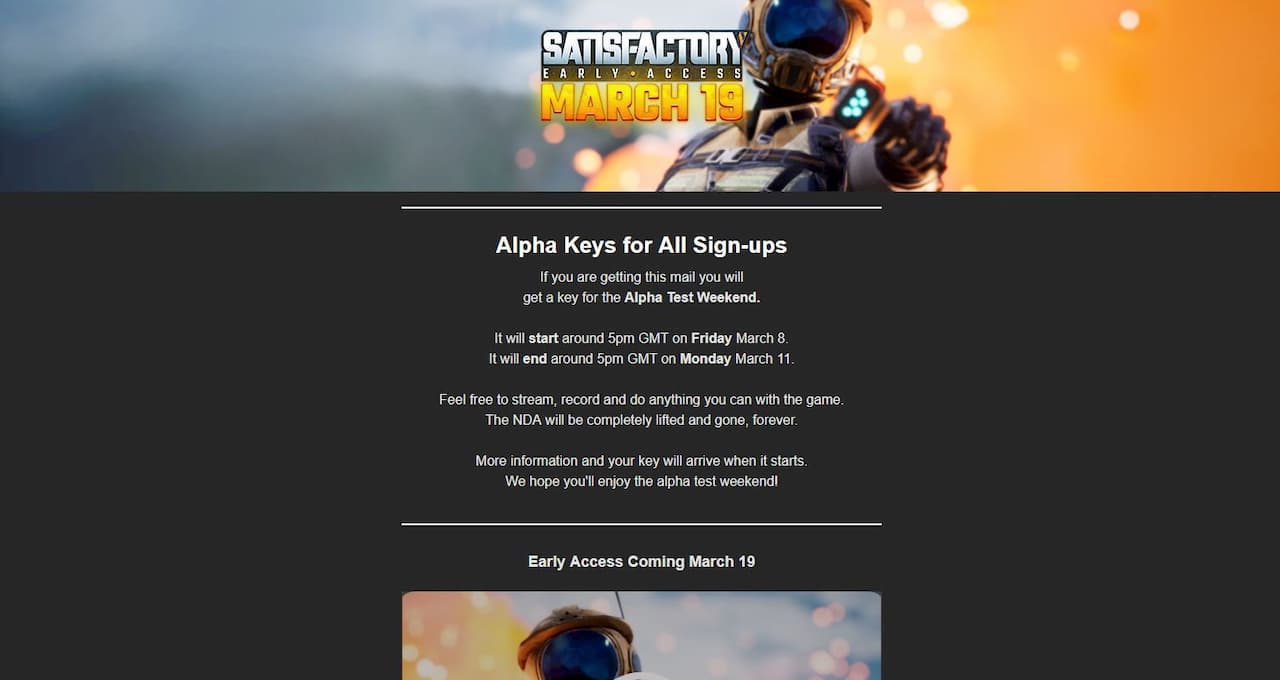 SATISFACTORY
EARLY • ACCESS
MARCH 19
Alpha Keys for All Sign-ups
If you are getting this mail you will
get a key for the Alpha Test Weekend.
It will start around 5pm GMT on Friday March 8.
It will end around 5pm GMT on Monday March 11.
Feel free to stream, record and do anything you can with the game.
The NDA will be completely lifted and gone, forever.
More information and your key will arrive when it starts.
We hope you'll enjoy the alpha test weekend!
Early Access Coming March 19